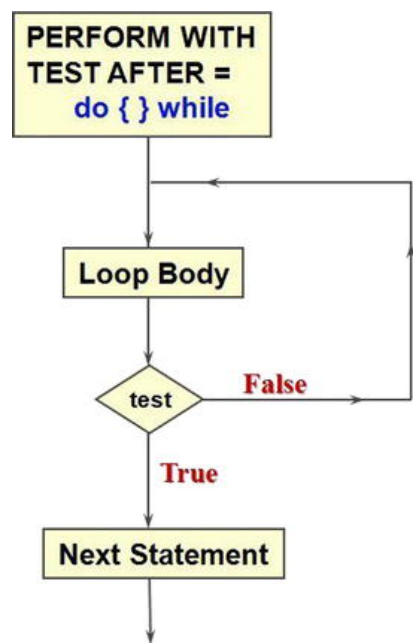 PERFORM WITH
TEST AFTER =
do { } while
Loop Body
test
False
True
Next Statement